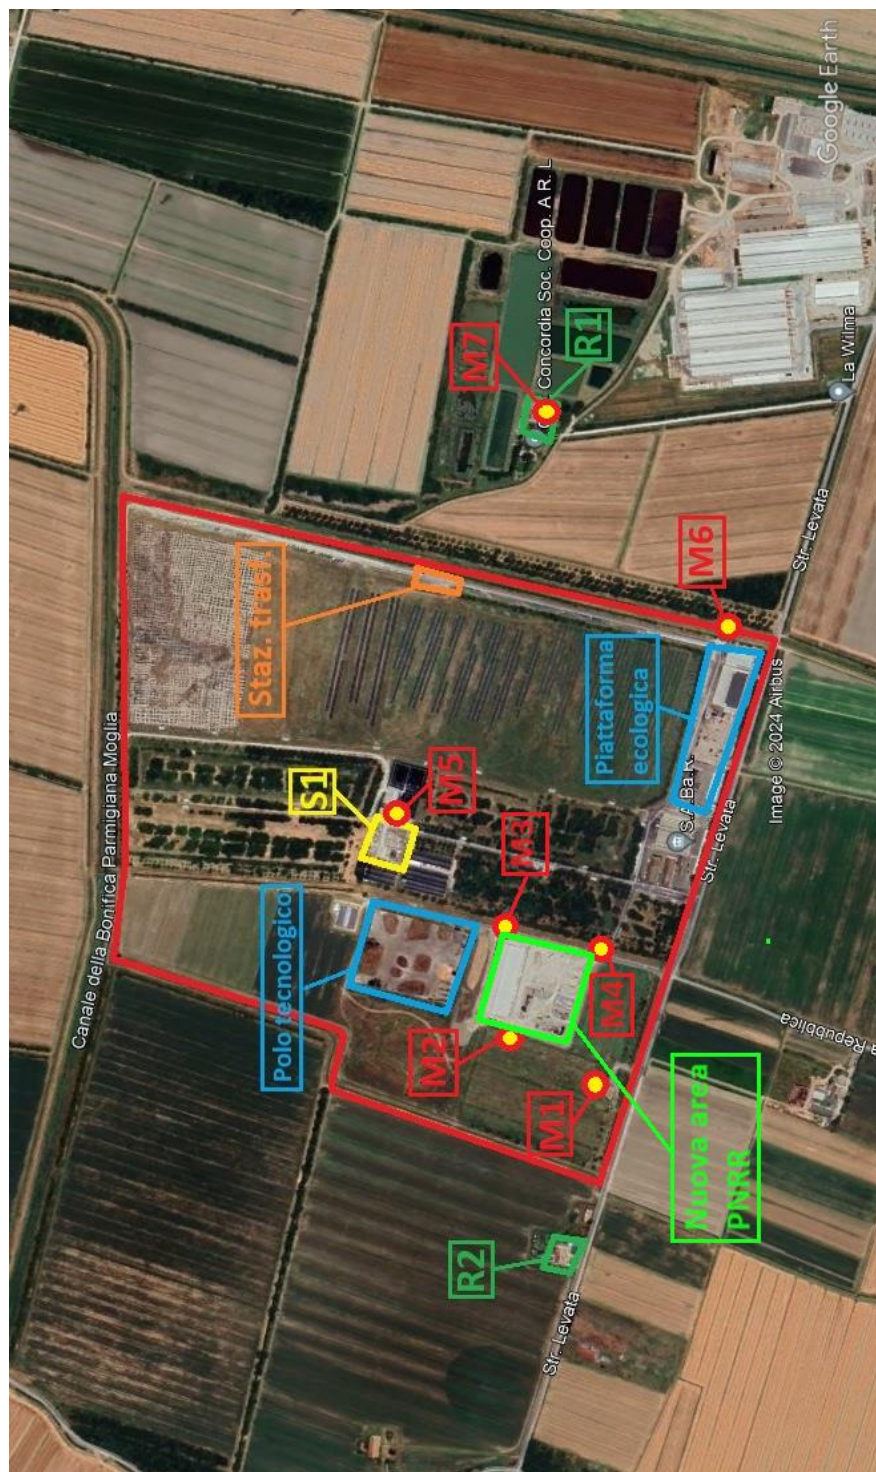 Canale della Bonifica Parmigiana Moglia
Staz. trasf.
S1
Polo tecnologico
M7
R1
Concordia Soc. Coop. A R. L
M5
M3
M2
M4
M1
M6
Piattaforma
ecologica
S.A.Ba.R.
R2
Nuova area
PNRR
Str. Levata
Str. Levata
Str. Levata
La Wilma
Repubblica
Image © 2024 Airbus
Google Earth